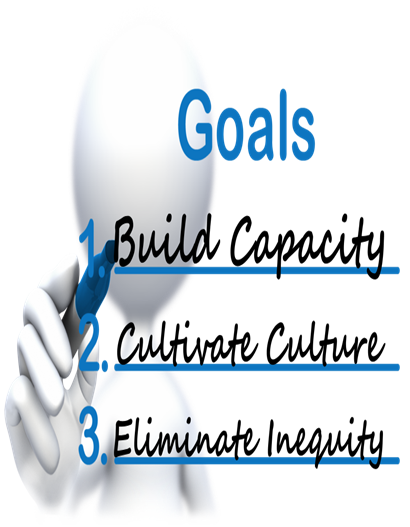 Goals
1. Build Capacity
2. Cultivate Culture
3. Eliminate Inequity